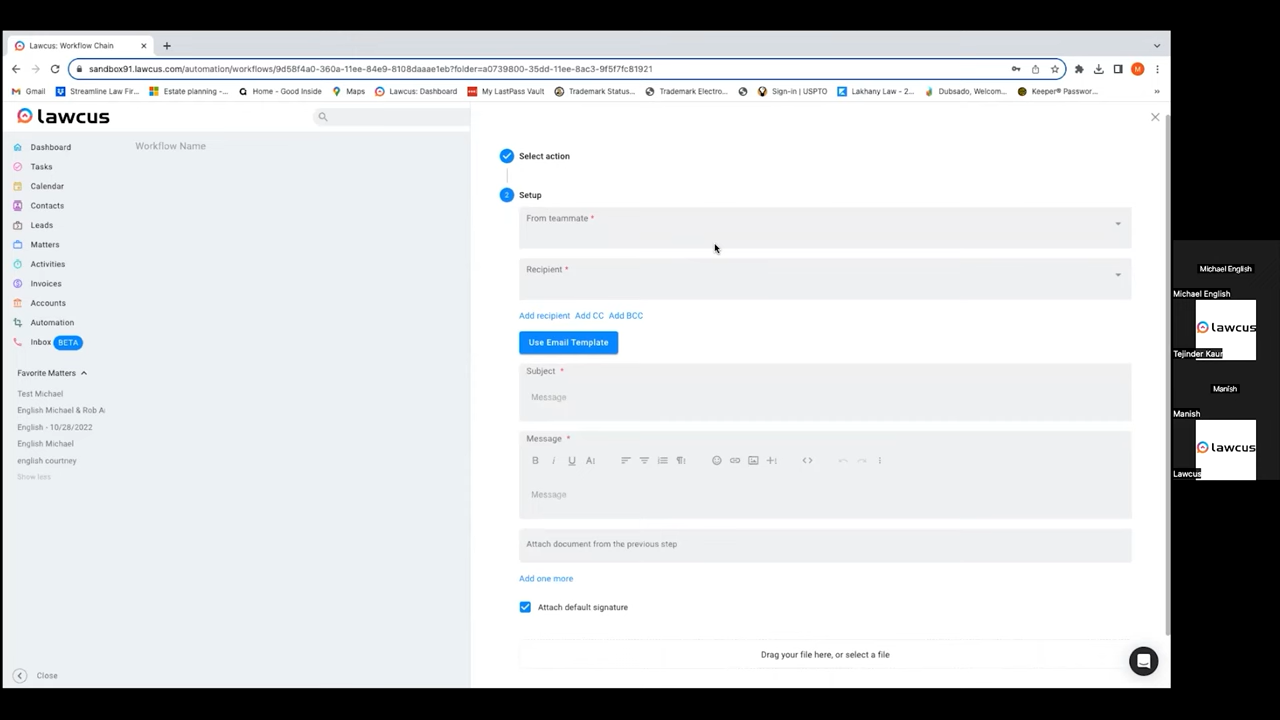 Lawcus: Workflow Chain
sandbox91.lawcus.com/automation/workflows/9d58f4a0-360a-11ee-84e9-8108daaae1eb?folder=a0739800-35dd-11ee-8ac3-9f5f7fc81921
M
Gmail
Streamline Law Fir...
Estate planning -...
Home - Good Inside
Maps
Lawcus: Dashboard
My LastPass Vault
Trademark Status...
Trademark Electro...
Sign-in | USPTO
Lakhany Law - 2...
Dubsado, Welcom...
Keeper® Passwor...
»
lawcus
Dashboard
Tasks
Calendar
Contacts
Leads
Matters
Activities
Invoices
Accounts
Automation
Inbox BETA
Favorite Matters
Test Michael
English Michael & Rob A
English - 10/28/2022
English Michael
english courtney
Show less
Close
Workflow Name
Select action
2 Setup
From teammate *
Recipient *
Add recipient Add CC Add BCC
Use Email Template
Subject *
Message
Message *
B I U A
Message
Attach document from the previous step
Add one more
Attach default signature
Drag your file here, or select a file
Michael English
Michael English
lawcus
Tejinder Kaur
Manish
Manish
lawcus
Lawcus